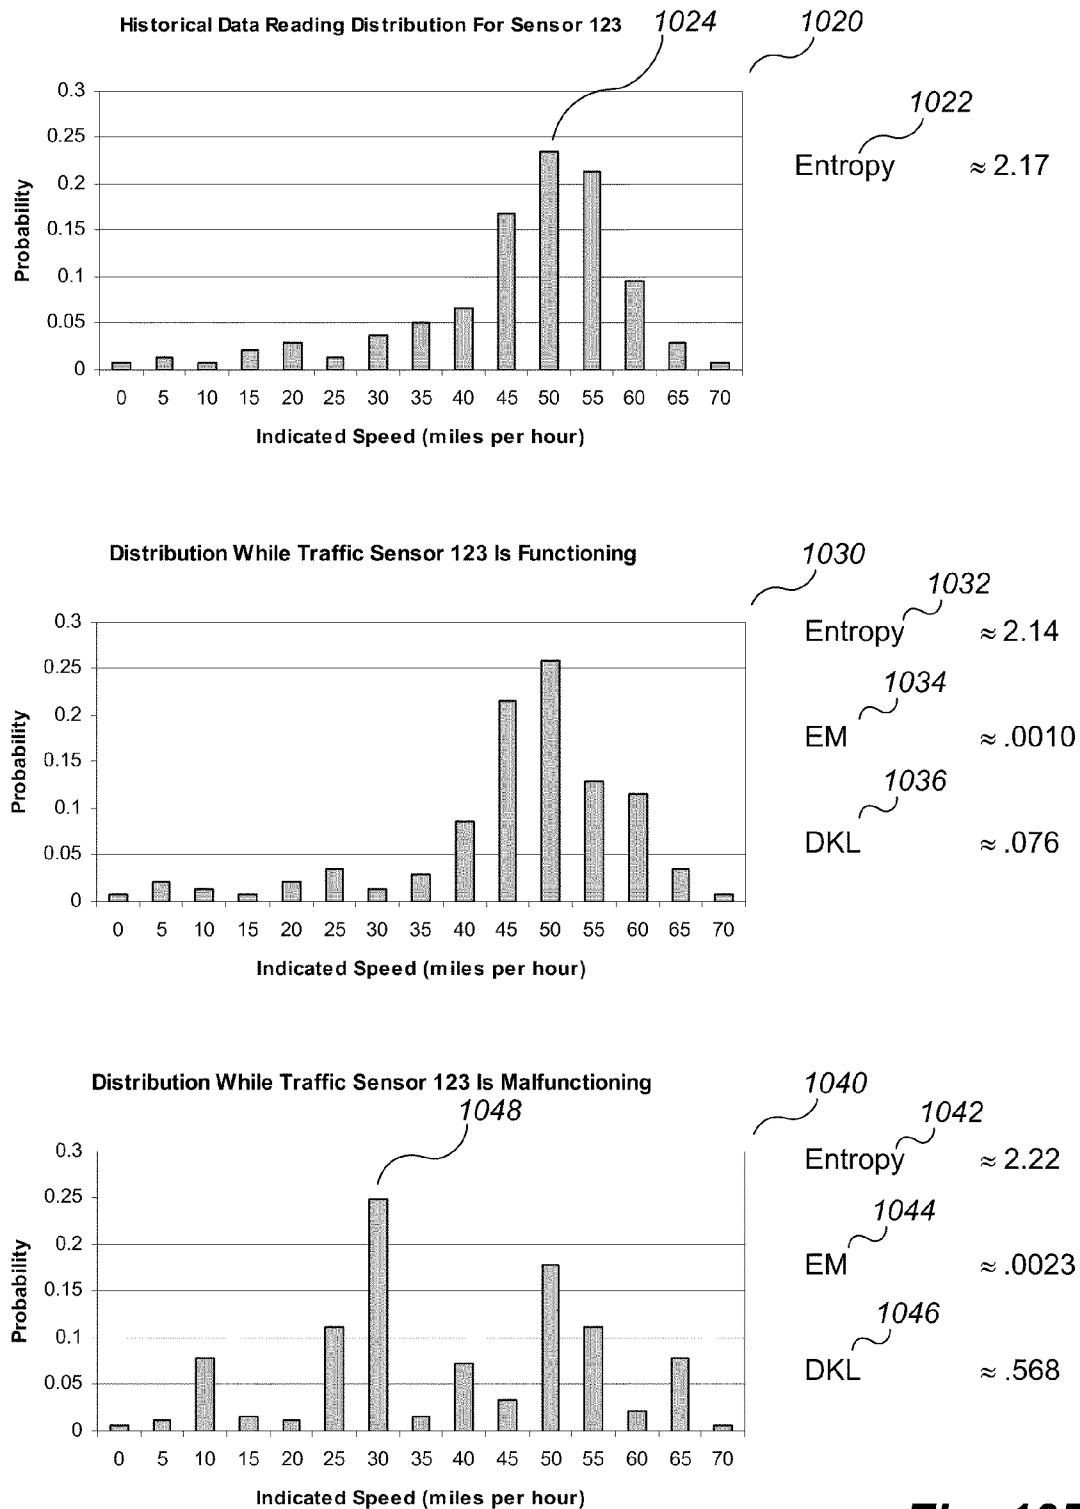 Historical Data Reading Distribution For Sensor 123
1024
1020
1022
Entropy ≈ 2.17
0.3
0.25
0.2
0.15
0.1
0.05
0
Probability
0 5 10 15 20 25 30 35 40 45 50 55 60 65 70
Indicated Speed (miles per hour)
Distribution While Traffic Sensor 123 Is Functioning
1030
1032
Entropy ≈ 2.14
1034
EM ≈ .0010
1036
DKL ≈ .076
0.3
0.25
0.2
0.15
0.1
0.05
0
Probability
0 5 10 15 20 25 30 35 40 45 50 55 60 65 70
Indicated Speed (miles per hour)
Distribution While Traffic Sensor 123 Is Malfunctioning
1048
1040
1042
Entropy ≈ 2.22
1044
EM ≈ .0023
1046
DKL ≈ .568
0.3
0.25
0.2
0.15
0.1
0.05
0
Probability
0 5 10 15 20 25 30 35 40 45 50 55 60 65 70
Indicated Speed (miles per hour)